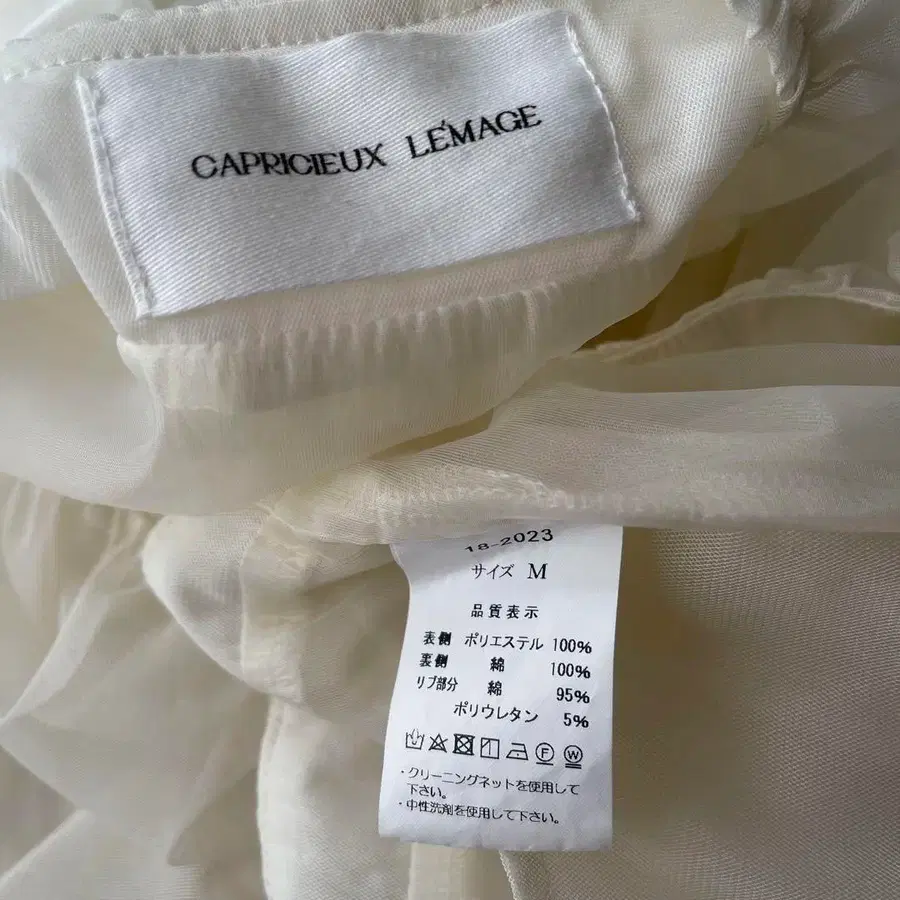 CAPRICIEUX LE'MAGE
18-2023
サイズ M
品質表示
表側 ポリエステル 100%
裏側 綿 100%
リブ部分 綿 95%
ポリウレタン 5%
F W
・クリーニングネットを使用して
下さい。
・中性洗剤を使用して下さい。